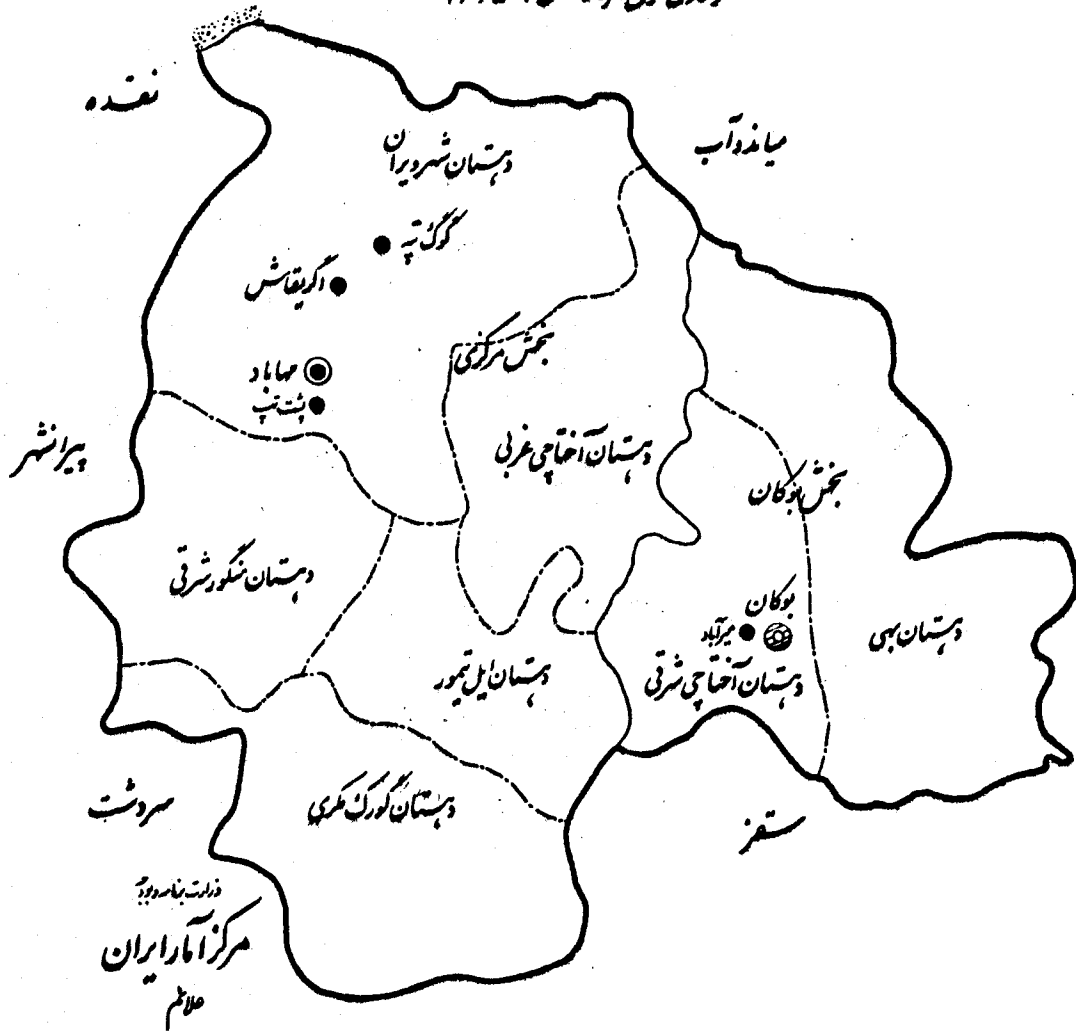 نقده
میاندوآب
دهستان شهرویران
گوگ تپه
اگریقاش
بخش مرکزی
مهاباد
پشت تپ
پیرانشهر
دهستان آختاچی غربی
بخش بوکان
دهستان منگور شرقی
بوکان
میرآباد
دهستان بهی
دهستان ایل تیمور
دهستان آختاچی شرقی
سردشت
دهستان گورک مکری
سقز
وزارت برنامه و بودجه
مرکز آمار ایران
علائم